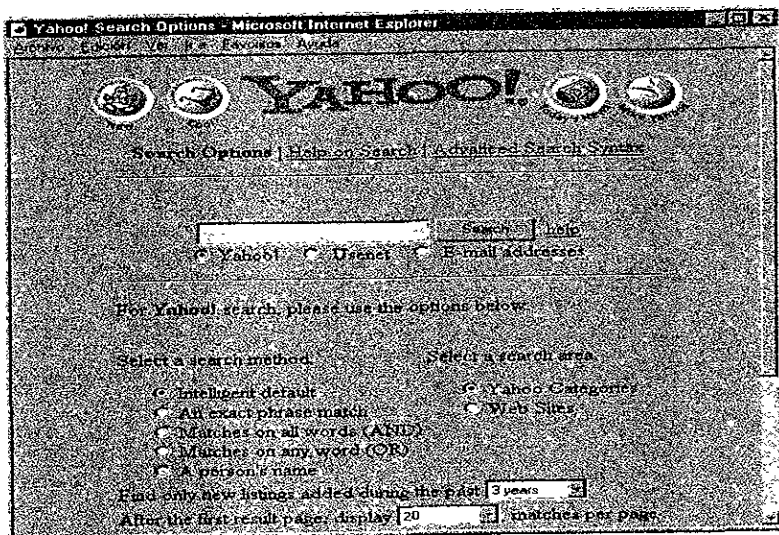 Yahoo! Search Options - Microsoft Internet Explorer
Archivo Edición Ver Ir a Favoritos Ayuda
YAHOO!
Search Options | Help on Search | Advanced Search Syntax
Search help
Yahoo! Usenet E-mail addresses
For Yahoo! search, please use the options below:
Select a search method: Select a search area:
Intelligent default Yahoo Categories
An exact phrase match Web Sites
Matches on all words (AND)
Matches on any word (OR)
A person's name
Find only new listings added during the past 3 years
After the first result page, display 20 matches per page